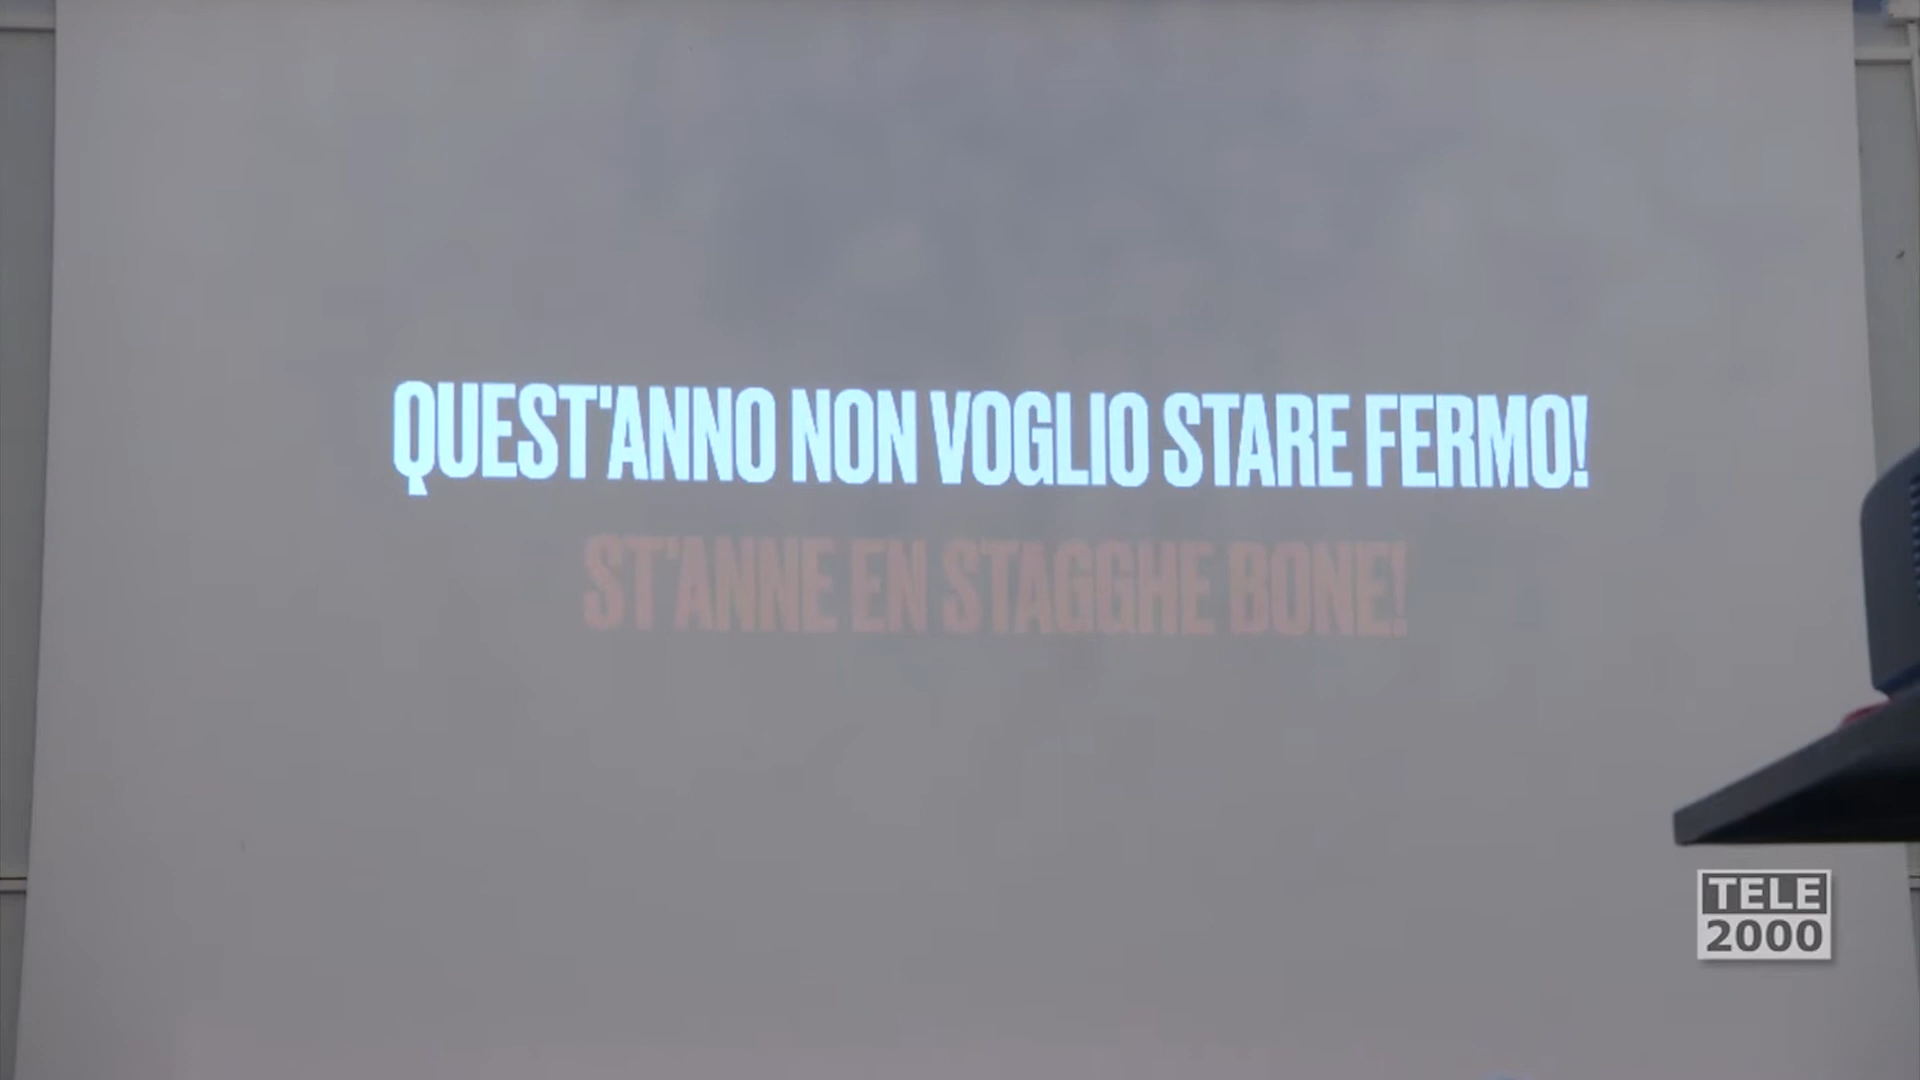 QUEST'ANNO NON VOGLIO STARE FERMO!
ST'ANNE EN STAGGHE BONE!
TELE
2000